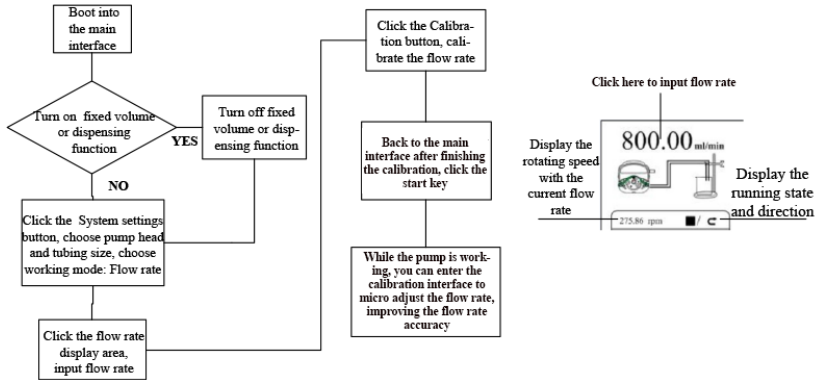 Boot into
the main
interface
Turn on fixed volume
or dispensing
function
YES
Turn off fixed
volume or disp-
ensing function
NO
Click the System settings
button, choose pump head
and tubing size, choose
working mode: Flow rate
Click the flow rate
display area,
input flow rate
Click the Calibra-
tion button, cali-
brate the flow rate
Back to the main
interface after finishing
the calibration, click the
start key
While the pump is work-
ing, you can enter the
calibration interface to
micro adjust the flow rate,
improving the flow rate
accuracy
Click here to input flow rate
800.00 ml/min
Display the
rotating speed
with the
current flow
rate
275.86 rpm
Display the
running state
and direction